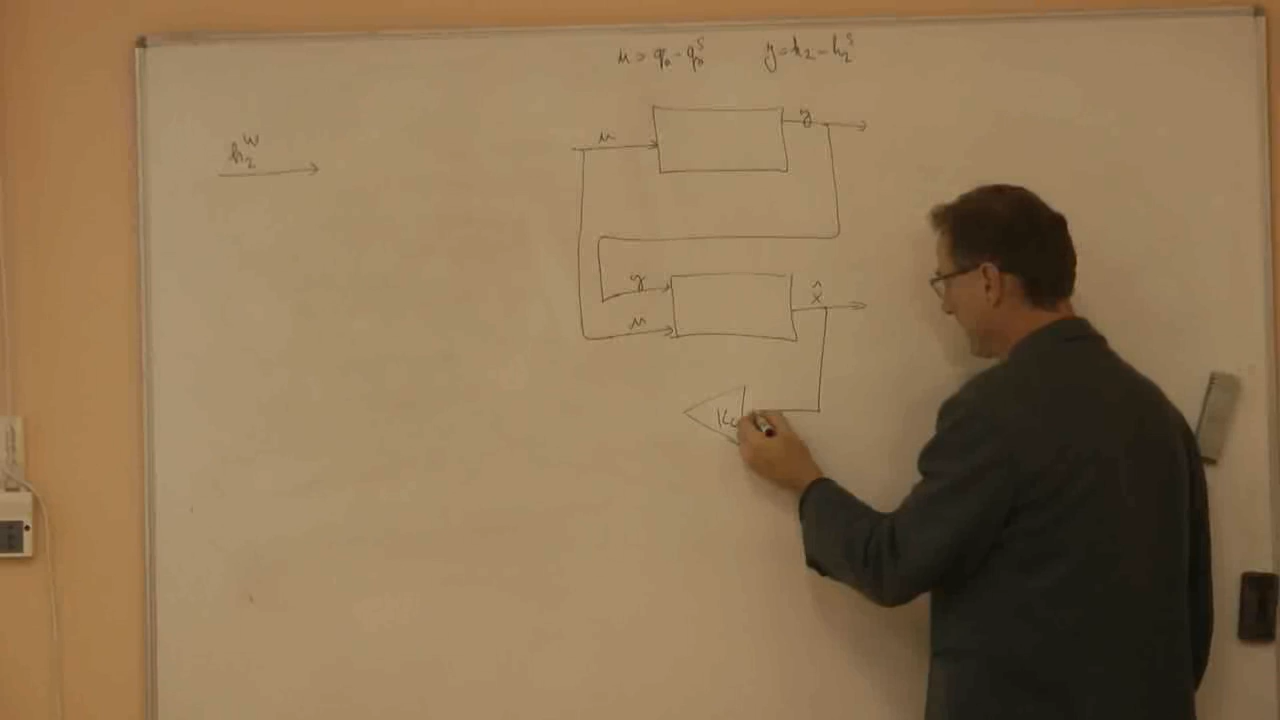 u = q₀ - q₀ˢ y = h₂ - h₂ˢ
h₂ʷ
u
y
y
x̂
u
K